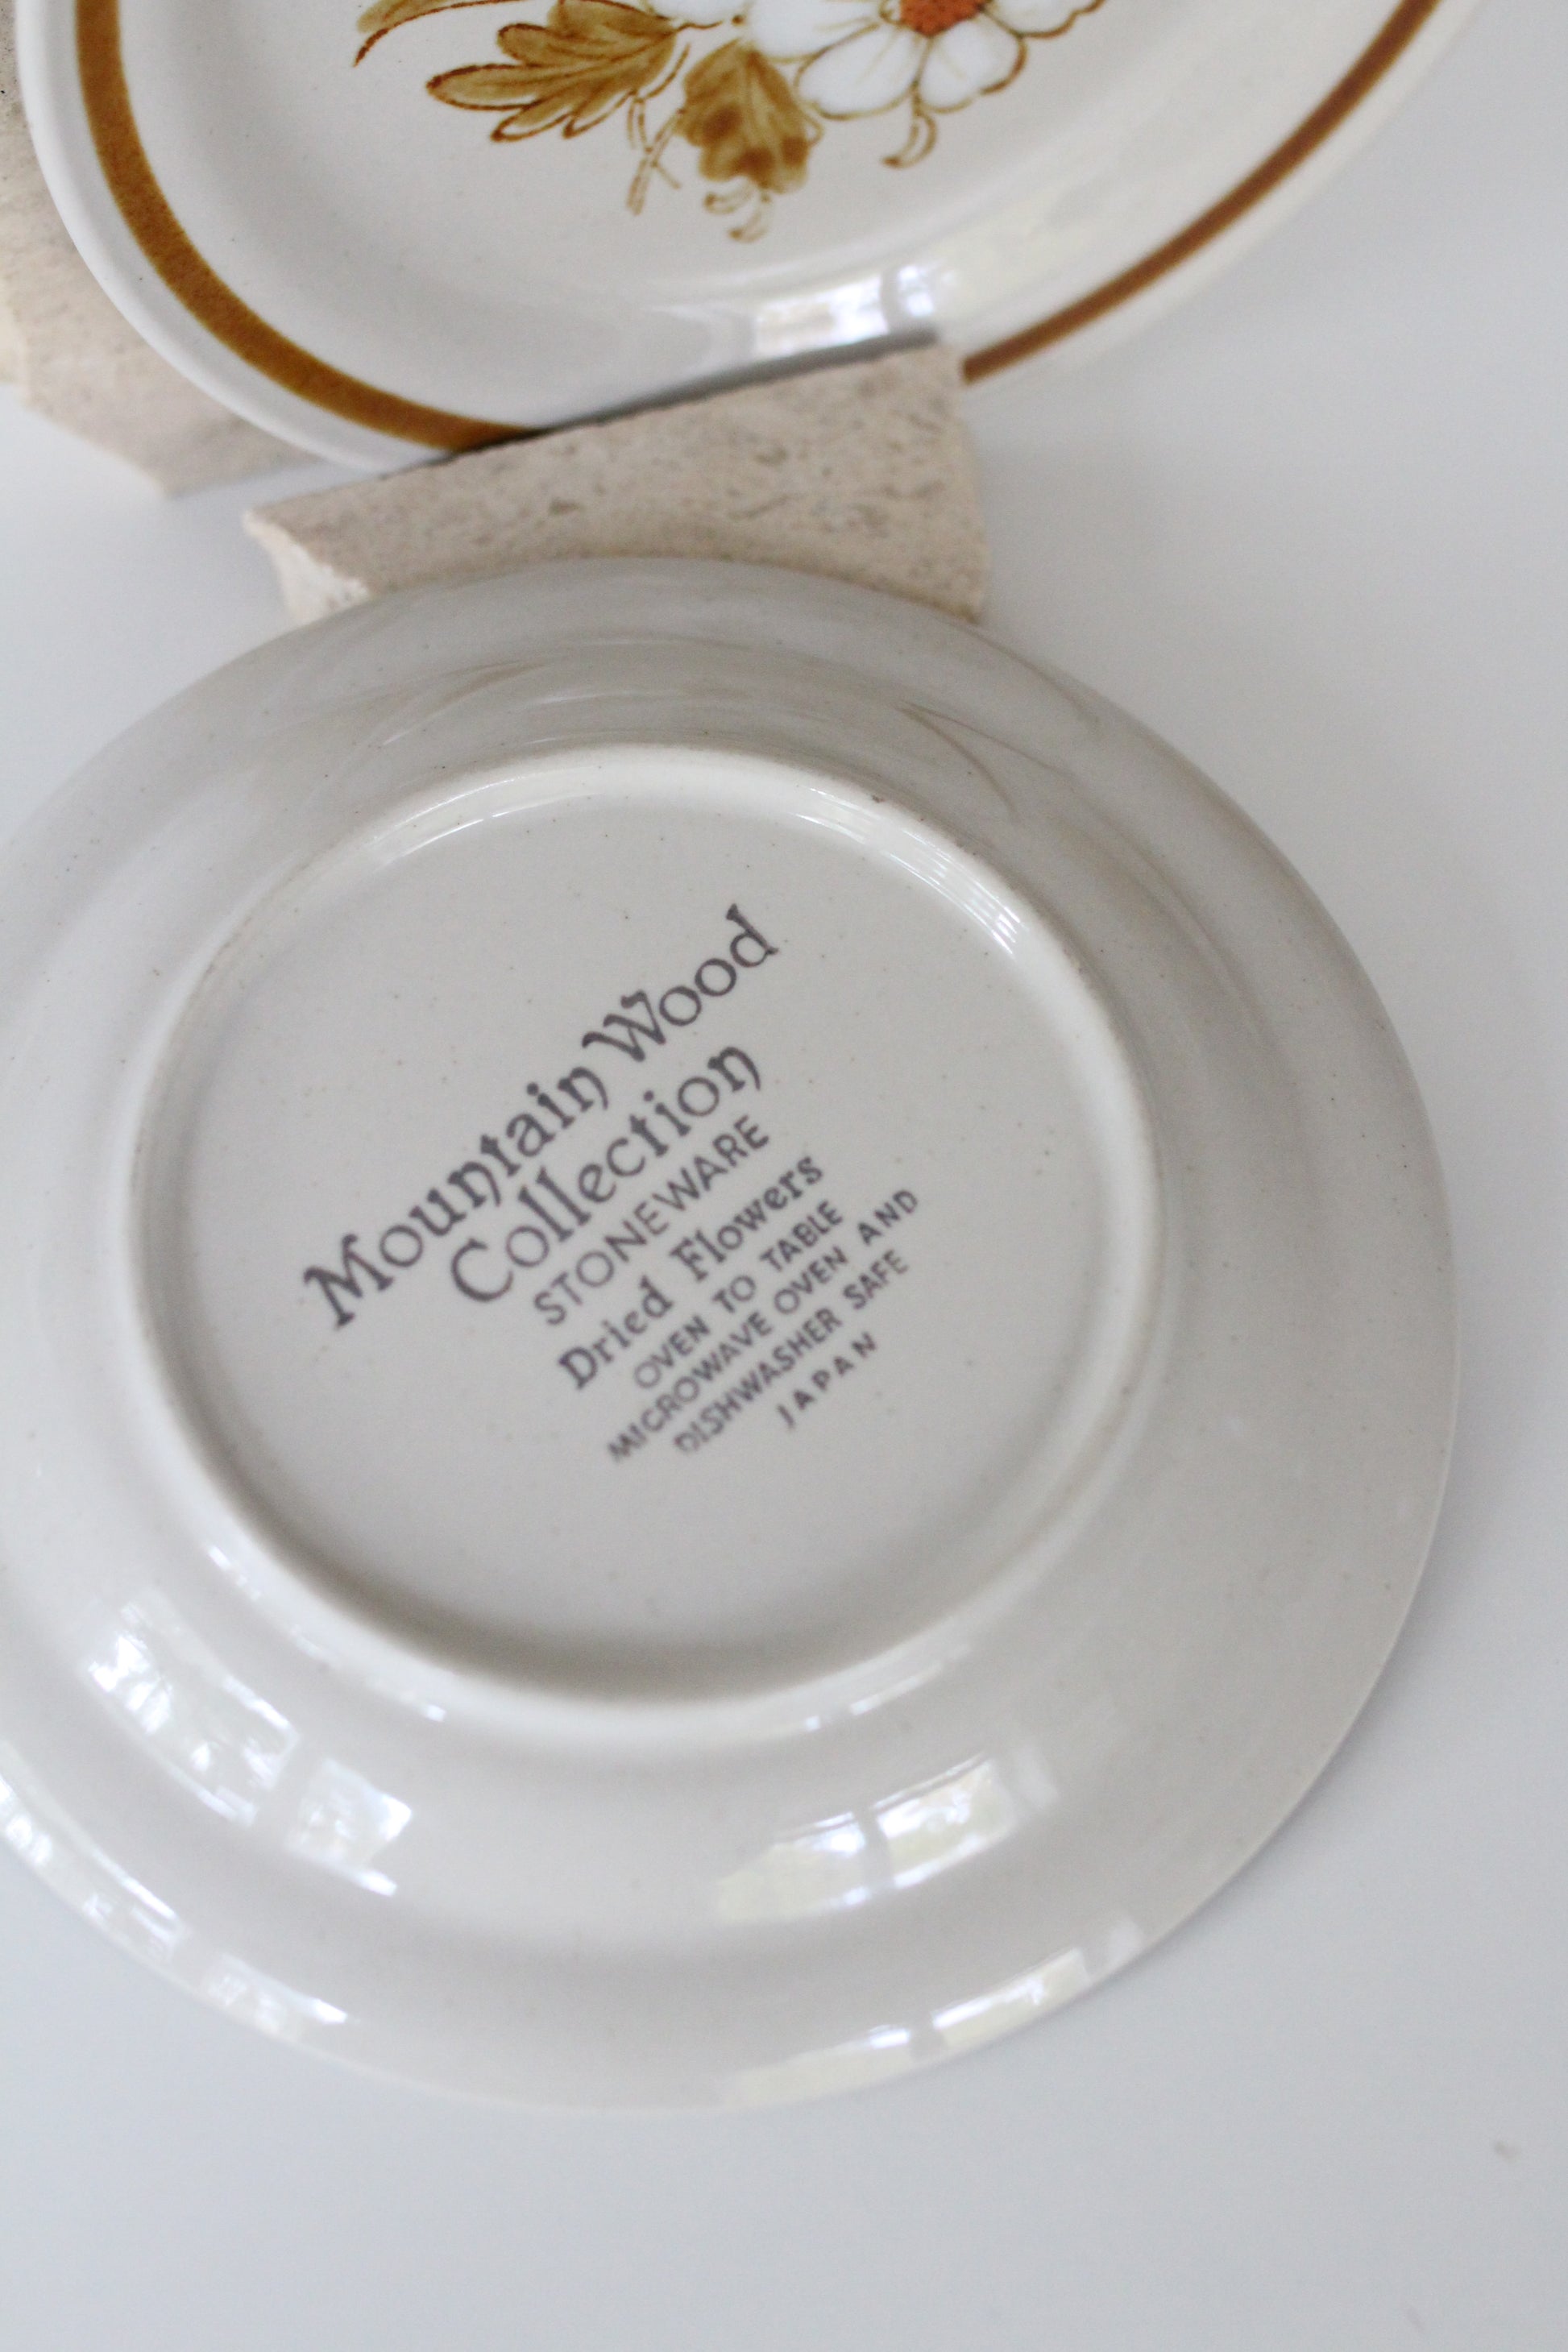 Mountain Wood
Collection
STONEWARE
Dried Flowers
OVEN TO TABLE
MICROWAVE OVEN AND
DISHWASHER SAFE
JAPAN